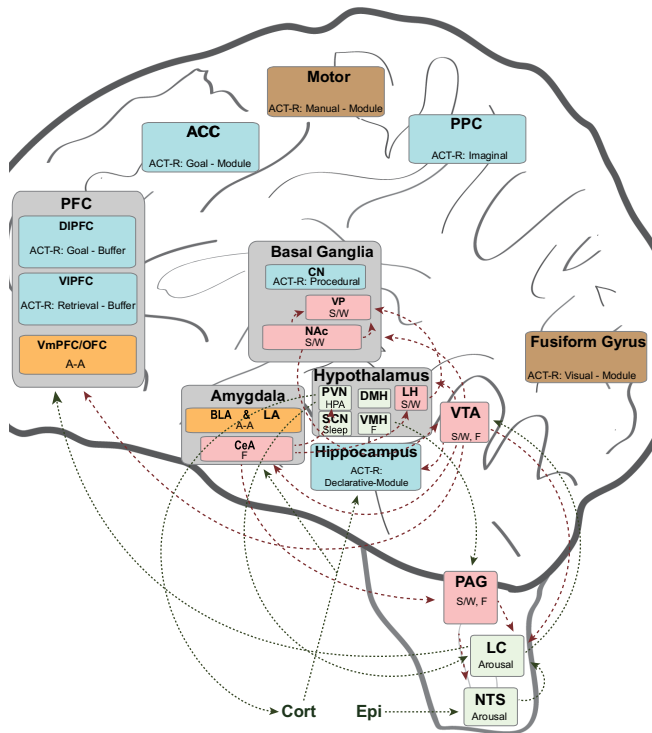 Motor
ACT-R: Manual - Module
ACC
ACT-R: Goal - Module
PPC
ACT-R: Imaginal
PFC
DlPFC
ACT-R: Goal - Buffer
VlPFC
ACT-R: Retrieval - Buffer
VmPFC/OFC
A-A
Basal Ganglia
CN
ACT-R: Procedural
VP
S/W
NAc
S/W
Fusiform Gyrus
ACT-R: Visual - Module
Hypothalamus
PVN
HPA
DMH
LH
S/W
SCN
Sleep
VMH
F
Amygdala
BLA & LA
A-A
CeA
F
VTA
S/W, F
Hippocampus
ACT-R:
Declarative-Module
PAG
S/W, F
LC
Arousal
NTS
Arousal
Cort
Epi